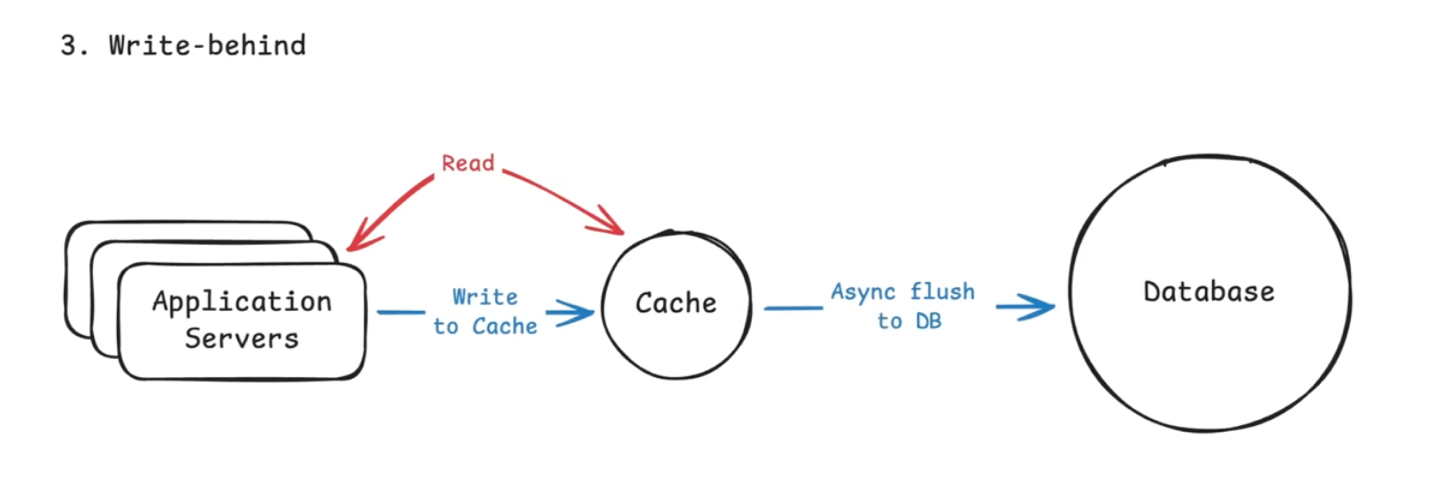 3. Write-behind
Read
Application
Servers
Write
to Cache
Cache
Async flush
to DB
Database